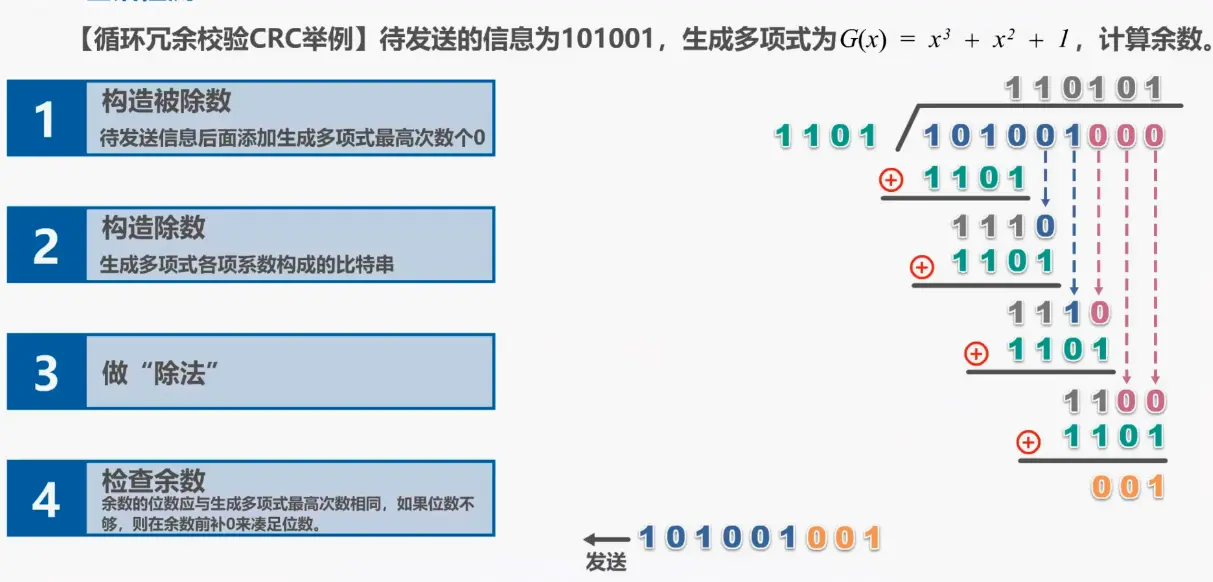 【循环冗余校验CRC举例】待发送的信息为101001，生成多项式为G(x) = x³ + x² + 1，计算余数。
1
构造被除数
待发送信息后面添加生成多项式最高次数个0
2
构造除数
生成多项式各项系数构成的比特串
3
做“除法”
4
检查余数
余数的位数应与生成多项式最高次数相同，如果位数不
够，则在余数前补0来凑足位数。
110101
1101 101001000
1101
1110
1101
1110
1101
1100
1101
001
101001001
发送